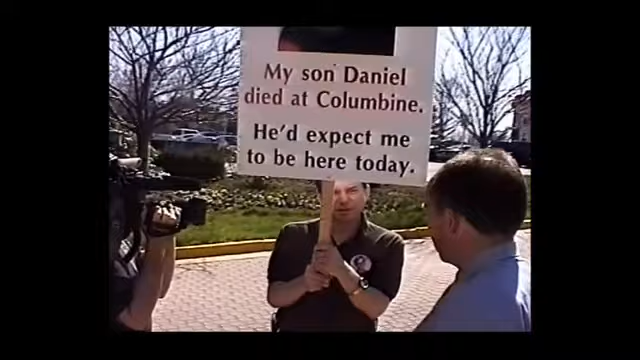 My son Daniel
died at Columbine.
He'd expect me
to be here today.